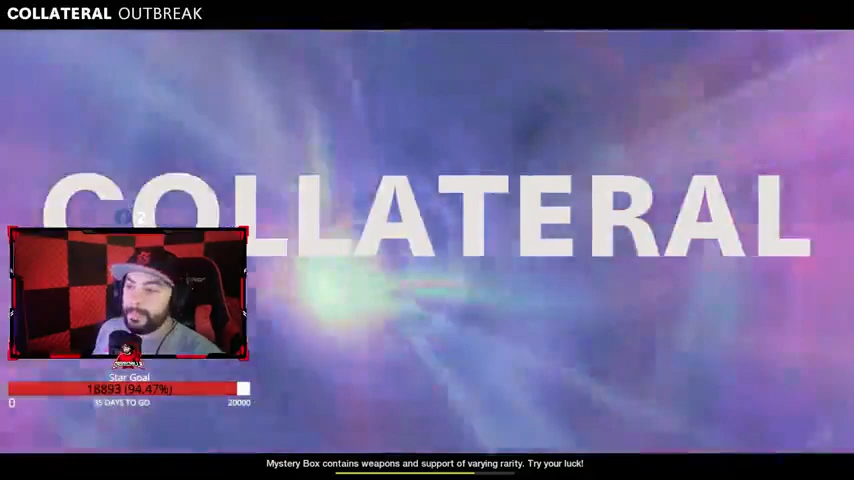 COLLATERAL OUTBREAK
COLLATERAL
2
Star Goal
18893 (94.47%)
0
35 DAYS TO GO
20000
Mystery Box contains weapons and support of varying rarity. Try your luck!